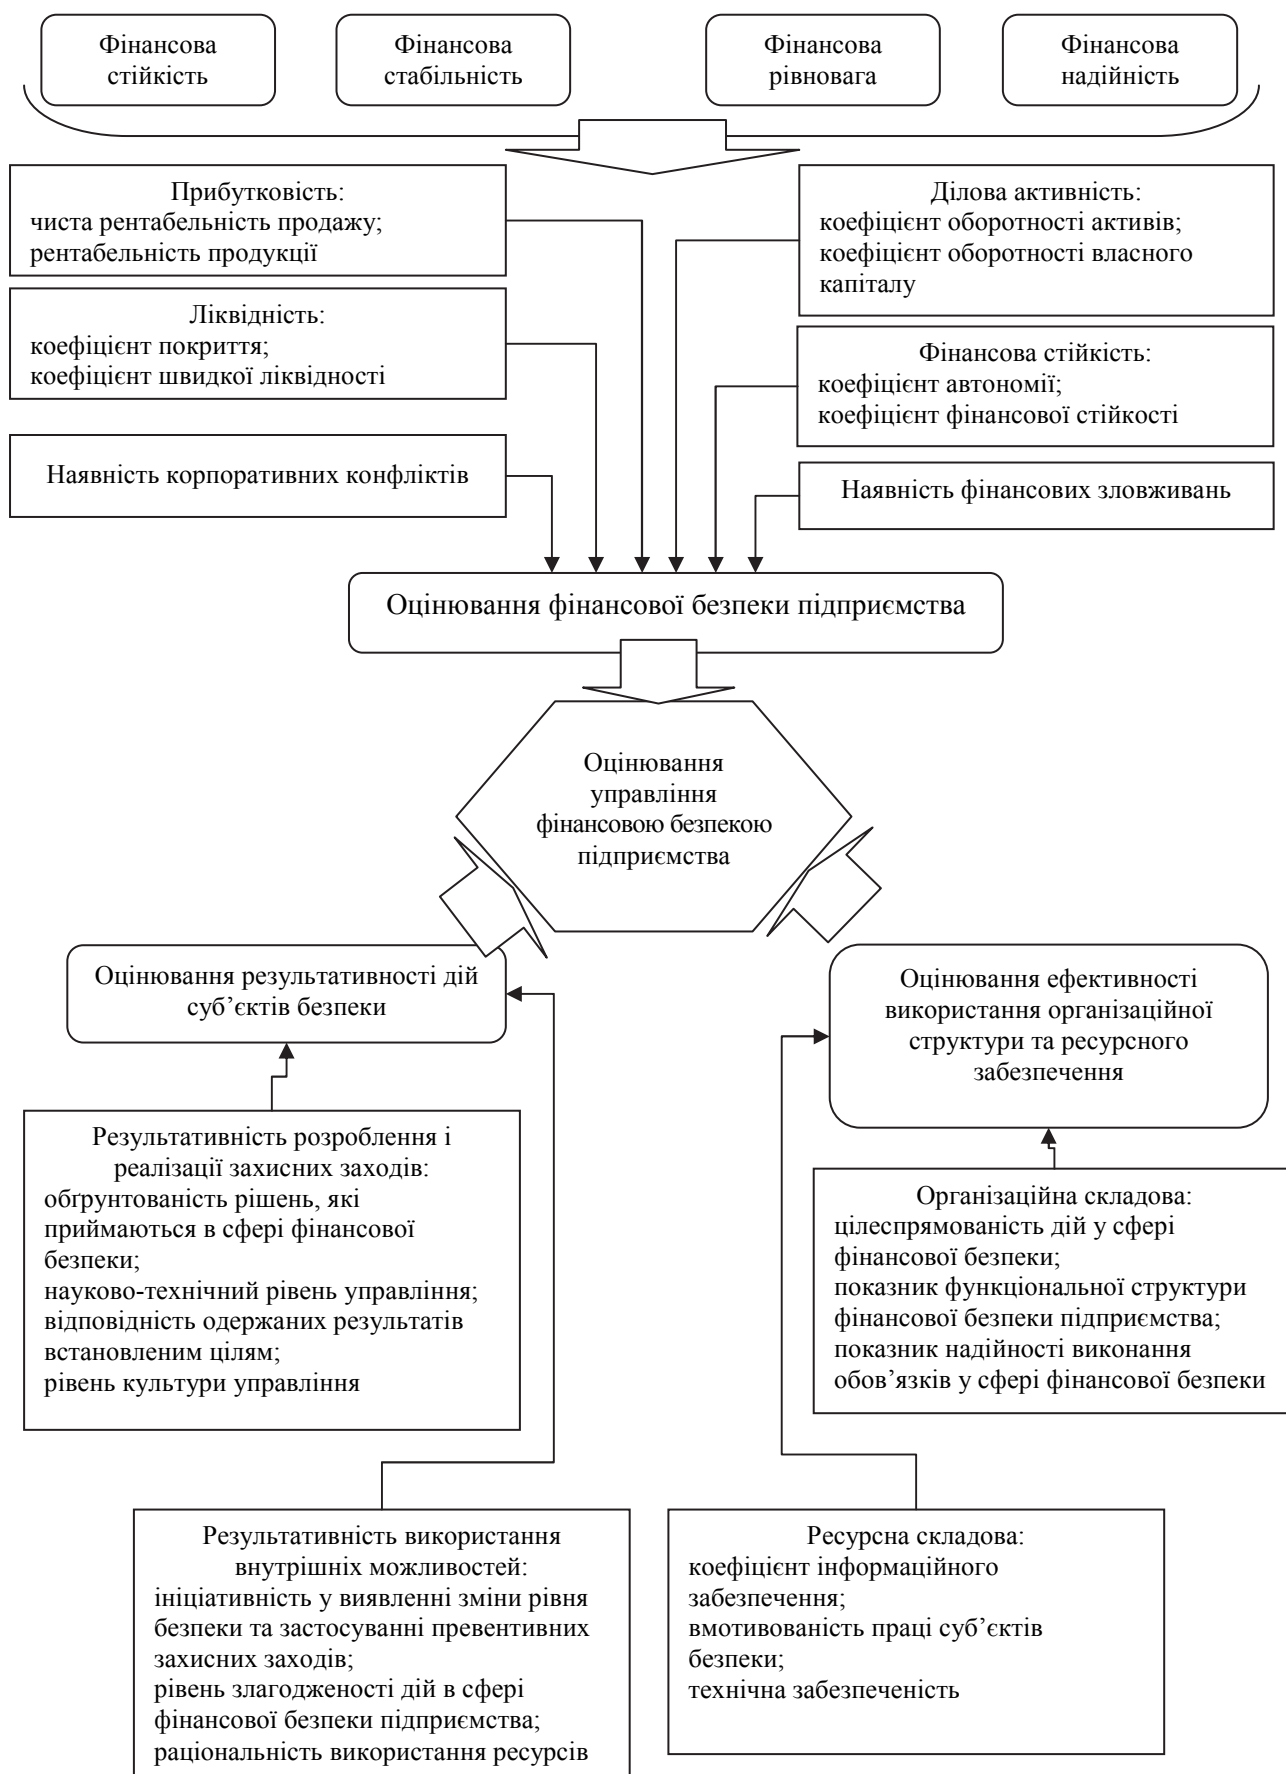 Фінансова
стійкість
Фінансова
стабільність
Фінансова
рівновага
Фінансова
надійність
Прибутковість:
чиста рентабельність продажу;
рентабельність продукції
Ділова активність:
коефіцієнт оборотності активів;
коефіцієнт оборотності власного
капіталу
Ліквідність:
коефіцієнт покриття;
коефіцієнт швидкої ліквідності
Фінансова стійкість:
коефіцієнт автономії;
коефіцієнт фінансової стійкості
Наявність корпоративних конфліктів
Наявність фінансових зловживань
Оцінювання фінансової безпеки підприємства
Оцінювання
управління
фінансовою безпекою
підприємства
Оцінювання результативності дій
суб’єктів безпеки
Оцінювання ефективності
використання організаційної
структури та ресурсного
забезпечення
Результативність розроблення і
реалізації захисних заходів:
обґрунтованість рішень, які
приймаються в сфері фінансової
безпеки;
науково-технічний рівень управління;
відповідність одержаних результатів
встановленим цілям;
рівень культури управління
Організаційна складова:
цілеспрямованість дій у сфері
фінансової безпеки;
показник функціональної структури
фінансової безпеки підприємства;
показник надійності виконання
обов’язків у сфері фінансової безпеки
Результативність використання
внутрішніх можливостей:
ініціативність у виявленні зміни рівня
безпеки та застосуванні превентивних
захисних заходів;
рівень злагодженості дій в сфері
фінансової безпеки підприємства;
раціональність використання ресурсів
Ресурсна складова:
коефіцієнт інформаційного
забезпечення;
вмотивованість праці суб’єктів
безпеки;
технічна забезпеченість